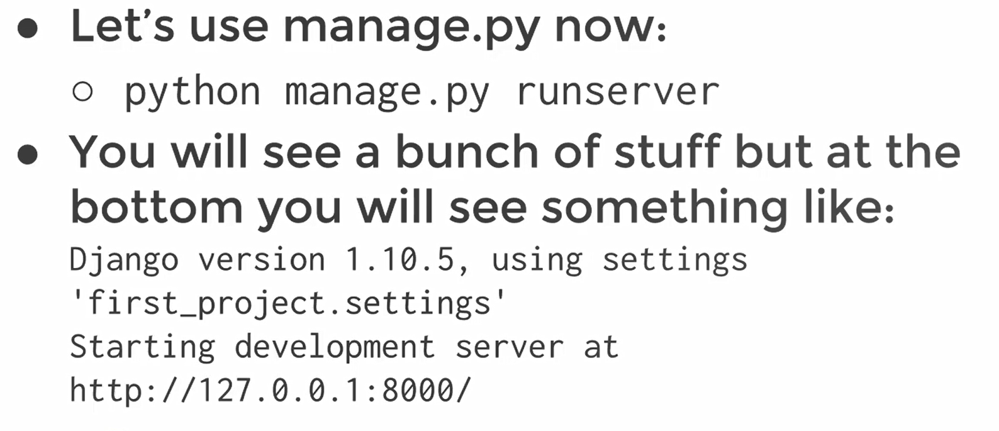 ● Let's use manage.py now:
○ python manage.py runserver
● You will see a bunch of stuff but at the
bottom you will see something like:
Django version 1.10.5, using settings
'first_project.settings'
Starting development server at
http://127.0.0.1:8000/